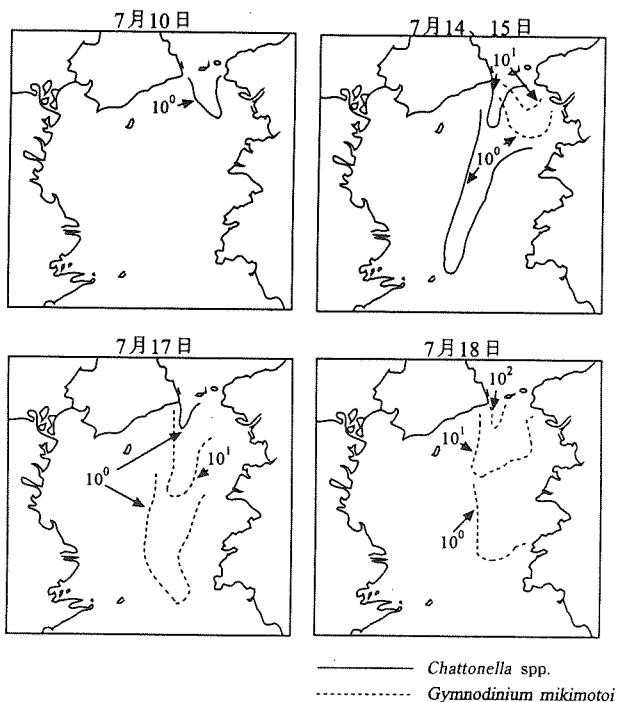 7月10日
10⁰
7月14 15日
10¹
10⁰
7月17日
10⁰
10¹
7月18日
10²
10¹
10⁰
Chattonella spp.
Gymnodinium mikimotoi